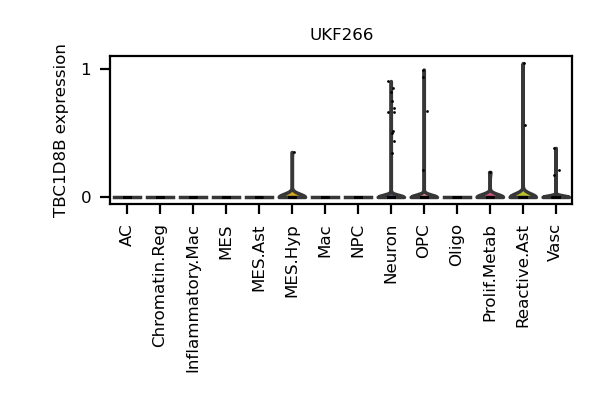 UKF266
TBC1D8B expression
1
0
AC
Chromatin.Reg
Inflammatory.Mac
MES
MES.Ast
MES.Hyp
Mac
NPC
Neuron
OPC
Oligo
Prolif.Metab
Reactive.Ast
Vasc